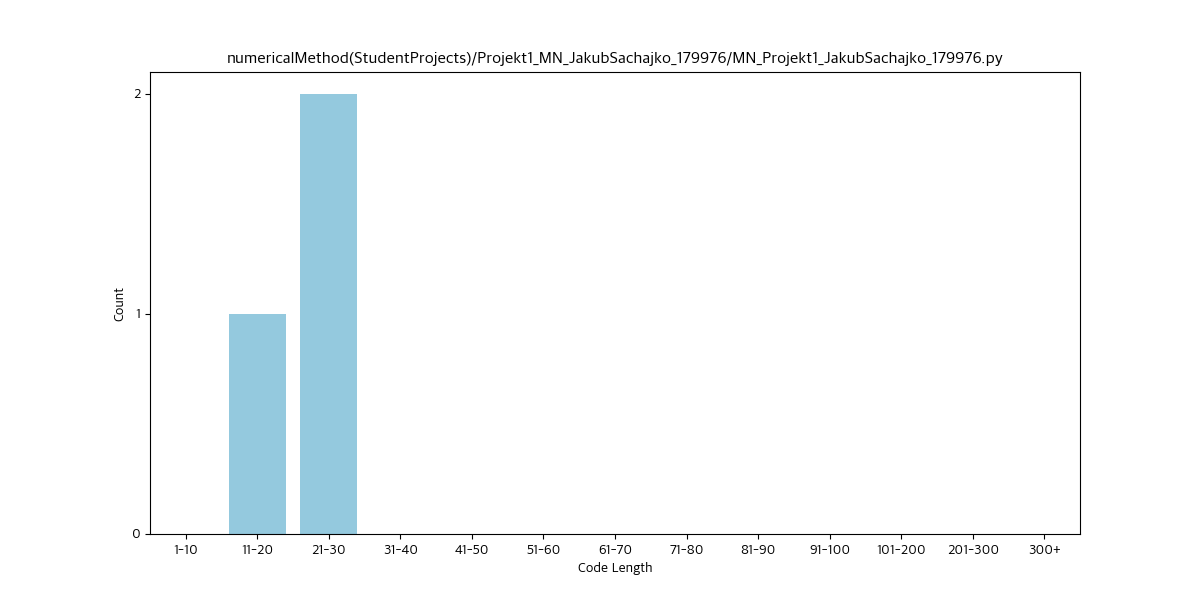 numericalMethod(StudentProjects)/Projekt1_MN_JakubSachajko_179976/MN_Projekt1_JakubSachajko_179976.py
2
1
0
Count
1-10 11-20 21-30 31-40 41-50 51-60 61-70 71-80 81-90 91-100 101-200 201-300 300+
Code Length